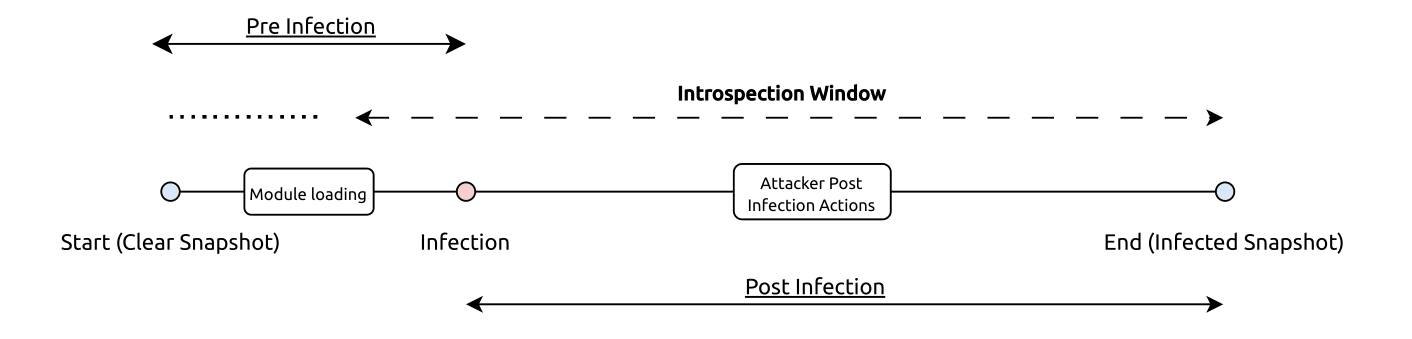 Pre Infection
Introspection Window
Module loading
Attacker Post
Infection Actions
Start (Clear Snapshot)
Infection
End (Infected Snapshot)
Post Infection